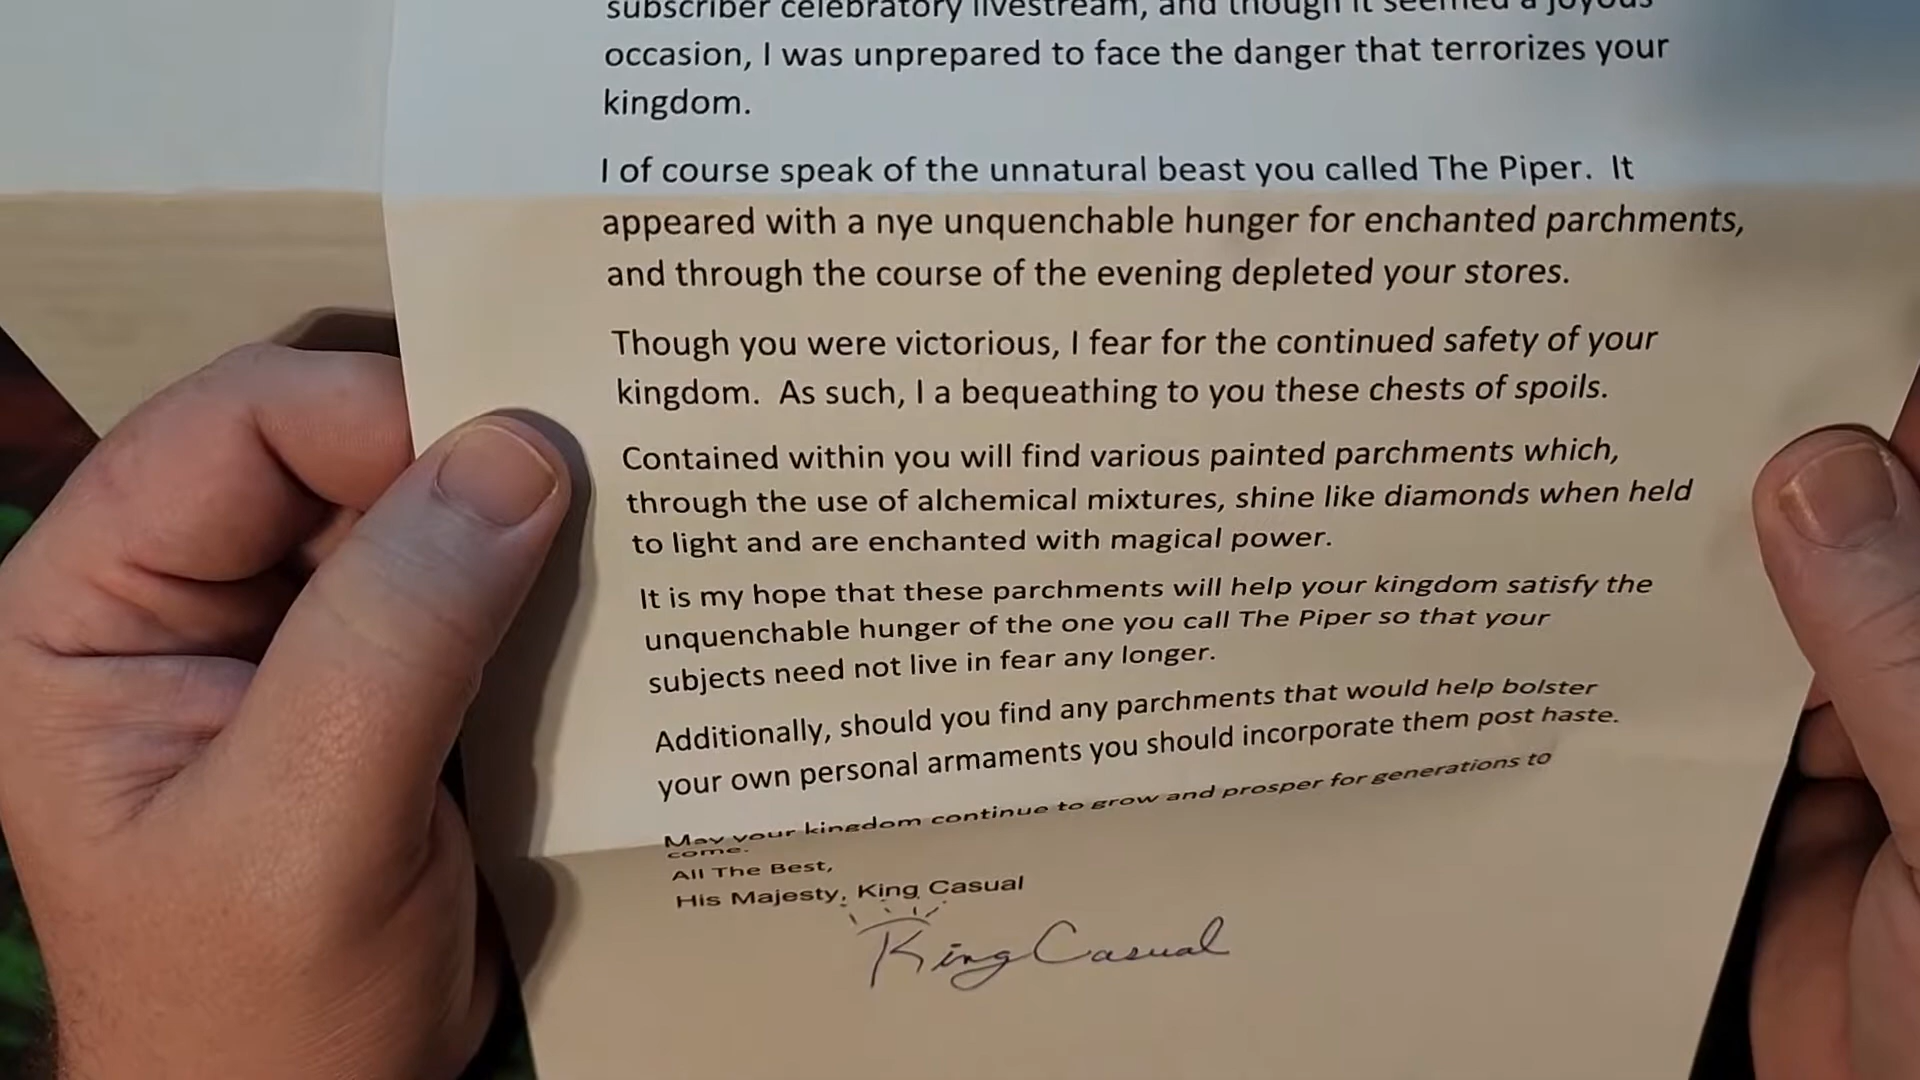 subscriber celebratory livestream, and though it seemed a joyous
occasion, I was unprepared to face the danger that terrorizes your
kingdom.
I of course speak of the unnatural beast you called The Piper. It
appeared with a nye unquenchable hunger for enchanted parchments,
and through the course of the evening depleted your stores.
Though you were victorious, I fear for the continued safety of your
kingdom. As such, I a bequeathing to you these chests of spoils.
Contained within you will find various painted parchments which,
through the use of alchemical mixtures, shine like diamonds when held
to light and are enchanted with magical power.
It is my hope that these parchments will help your kingdom satisfy the
unquenchable hunger of the one you call The Piper so that your
subjects need not live in fear any longer.
Additionally, should you find any parchments that would help bolster
your own personal armaments you should incorporate them post haste.
May your kingdom continue to grow and prosper for generations to
come.
All The Best,
His Majesty, King Casual
King Casual